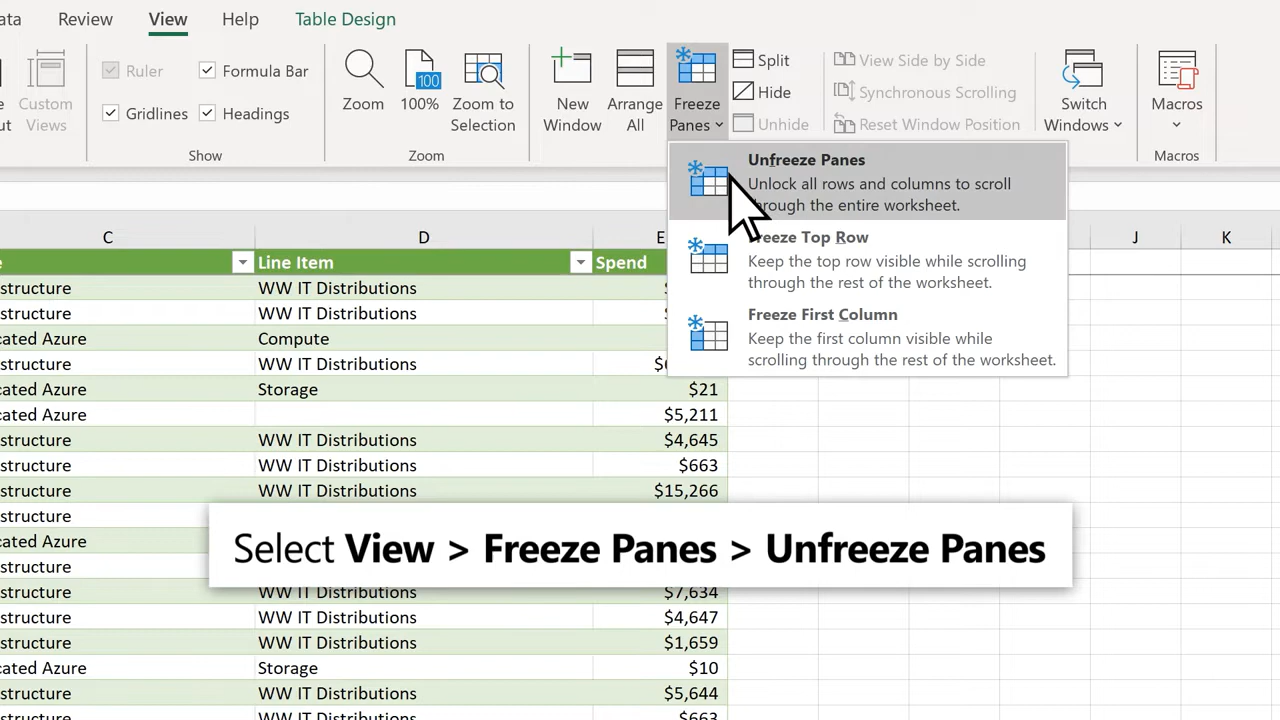 ata Review View Help Table Design
Ruler Formula Bar
Gridlines Headings
Custom
Views
Show
Zoom 100% Zoom to
Selection
Zoom
New
Window
Arrange
All
Freeze
Panes
Split
Hide
Unhide
View Side by Side
Synchronous Scrolling
Reset Window Position
Switch
Windows
Macros
Macros
Unfreeze Panes
Unlock all rows and columns to scroll
through the entire worksheet.
Freeze Top Row
Keep the top row visible while scrolling
through the rest of the worksheet.
Freeze First Column
Keep the first column visible while
scrolling through the rest of the worksheet.
C D E J K
Line Item Spend
structure WW IT Distributions
structure WW IT Distributions
cated Azure Compute
structure WW IT Distributions
cated Azure Storage $21
cated Azure $5,211
structure WW IT Distributions $4,645
structure WW IT Distributions $663
structure WW IT Distributions $15,266
structure
cated Azure
structure
Select View > Freeze Panes > Unfreeze Panes
structure WW IT Distributions $7,634
structure WW IT Distributions $4,647
structure WW IT Distributions $1,659
cated Azure Storage $10
structure WW IT Distributions $5,644
structure WW IT Distributions $663